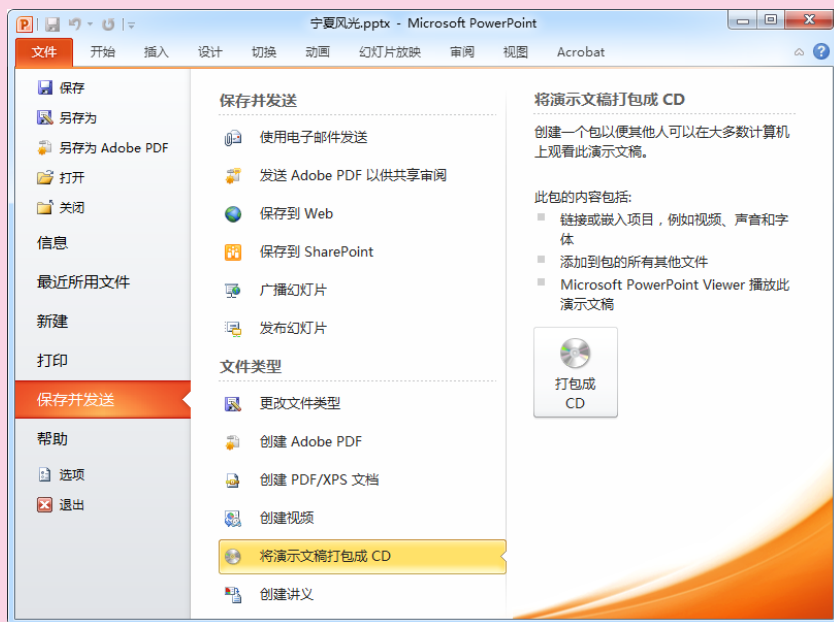 宁夏风光.pptx - Microsoft PowerPoint
文件 开始 插入 设计 切换 动画 幻灯片放映 审阅 视图 Acrobat
保存
另存为
另存为 Adobe PDF
打开
关闭
信息
最近所用文件
新建
打印
保存并发送
帮助
选项
退出
保存并发送
使用电子邮件发送
发送 Adobe PDF 以供共享审阅
保存到 Web
保存到 SharePoint
广播幻灯片
发布幻灯片
文件类型
更改文件类型
创建 Adobe PDF
创建 PDF/XPS 文档
创建视频
将演示文稿打包成 CD
创建讲义
将演示文稿打包成 CD
创建一个包以便其他人可以在大多数计算机
上观看此演示文稿。
此包的内容包括:
链接或嵌入项目，例如视频、声音和字
体
添加到包的所有其他文件
Microsoft PowerPoint Viewer 播放此
演示文稿
打包成
CD